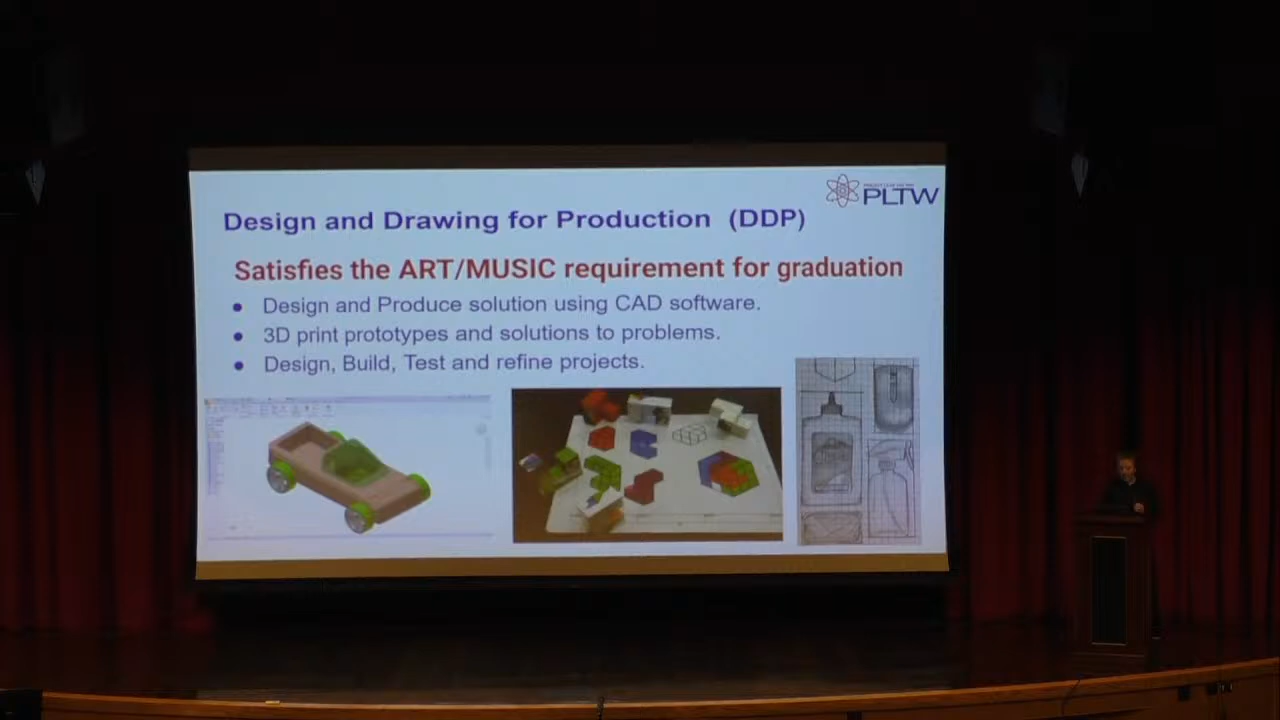 PLTW
Design and Drawing for Production (DDP)
Satisfies the ART/MUSIC requirement for graduation
● Design and Produce solution using CAD software.
● 3D print prototypes and solutions to problems.
● Design, Build, Test and refine projects.